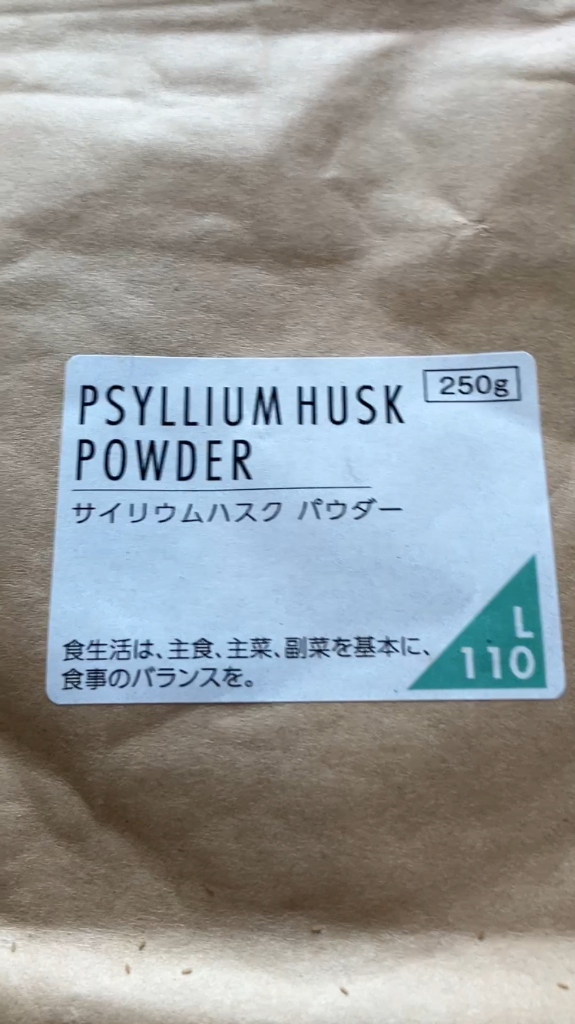 PSYLLIUM HUSK
250g
POWDER
サイリウムハスク パウダー
食生活は、主食、主菜、副菜を基本に、
食事のバランスを。
L
110